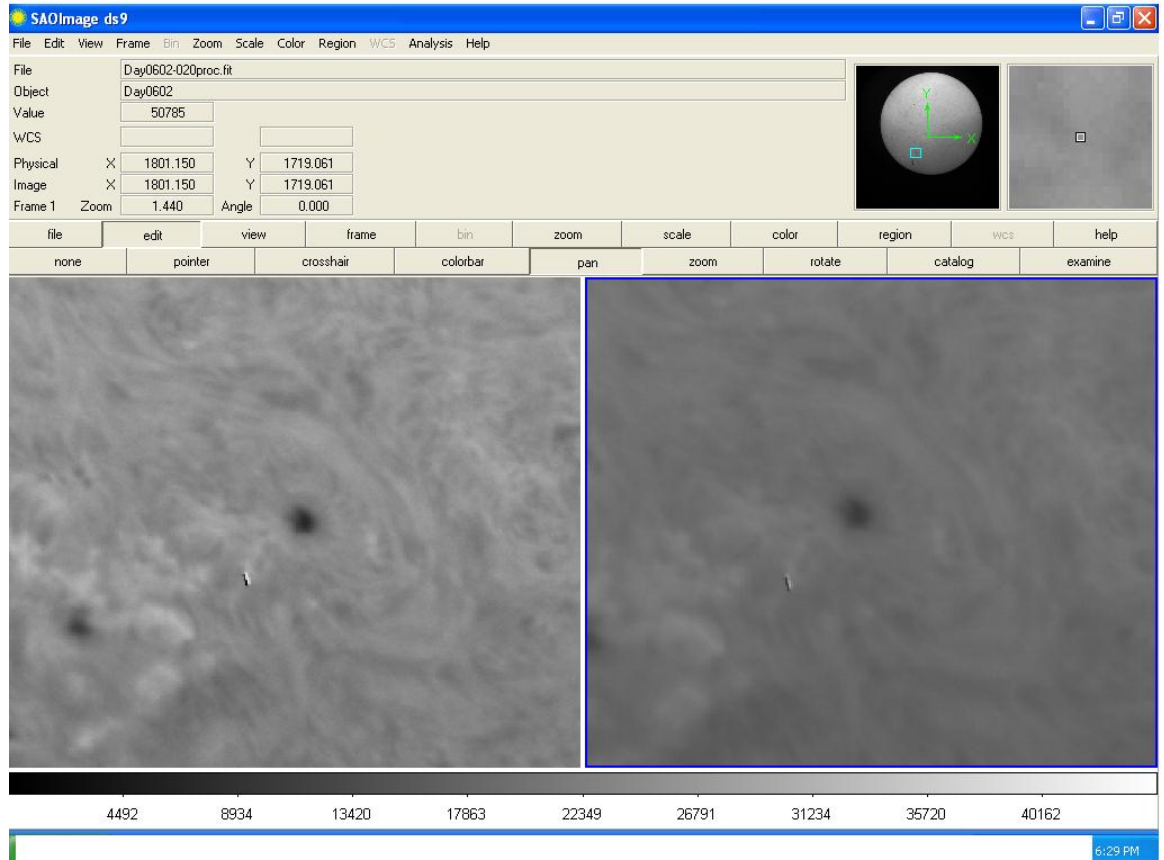 SAOImage ds9
File Edit View Frame Bin Zoom Scale Color Region WCS Analysis Help
File Day0602-020proc.fit
Object Day0602
Value 50785
WCS
Physical X 1801.150 Y 1719.061
Image X 1801.150 Y 1719.061
Frame 1 Zoom 1.440 Angle 0.000
Y
X
file edit view frame bin zoom scale color region wcs help
none pointer crosshair colorbar pan zoom rotate catalog examine
4492 8934 13420 17863 22349 26791 31234 35720 40162
6:29 PM